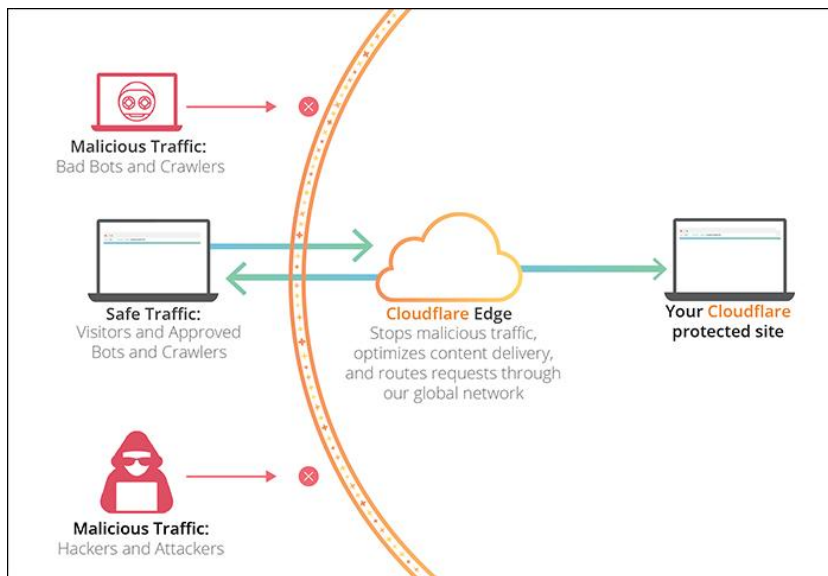 Malicious Traffic:
Bad Bots and Crawlers
Safe Traffic:
Visitors and Approved
Bots and Crawlers
Cloudflare Edge
Stops malicious traffic,
optimizes content delivery,
and routes requests through
our global network
Your Cloudflare
protected site
Malicious Traffic:
Hackers and Attackers